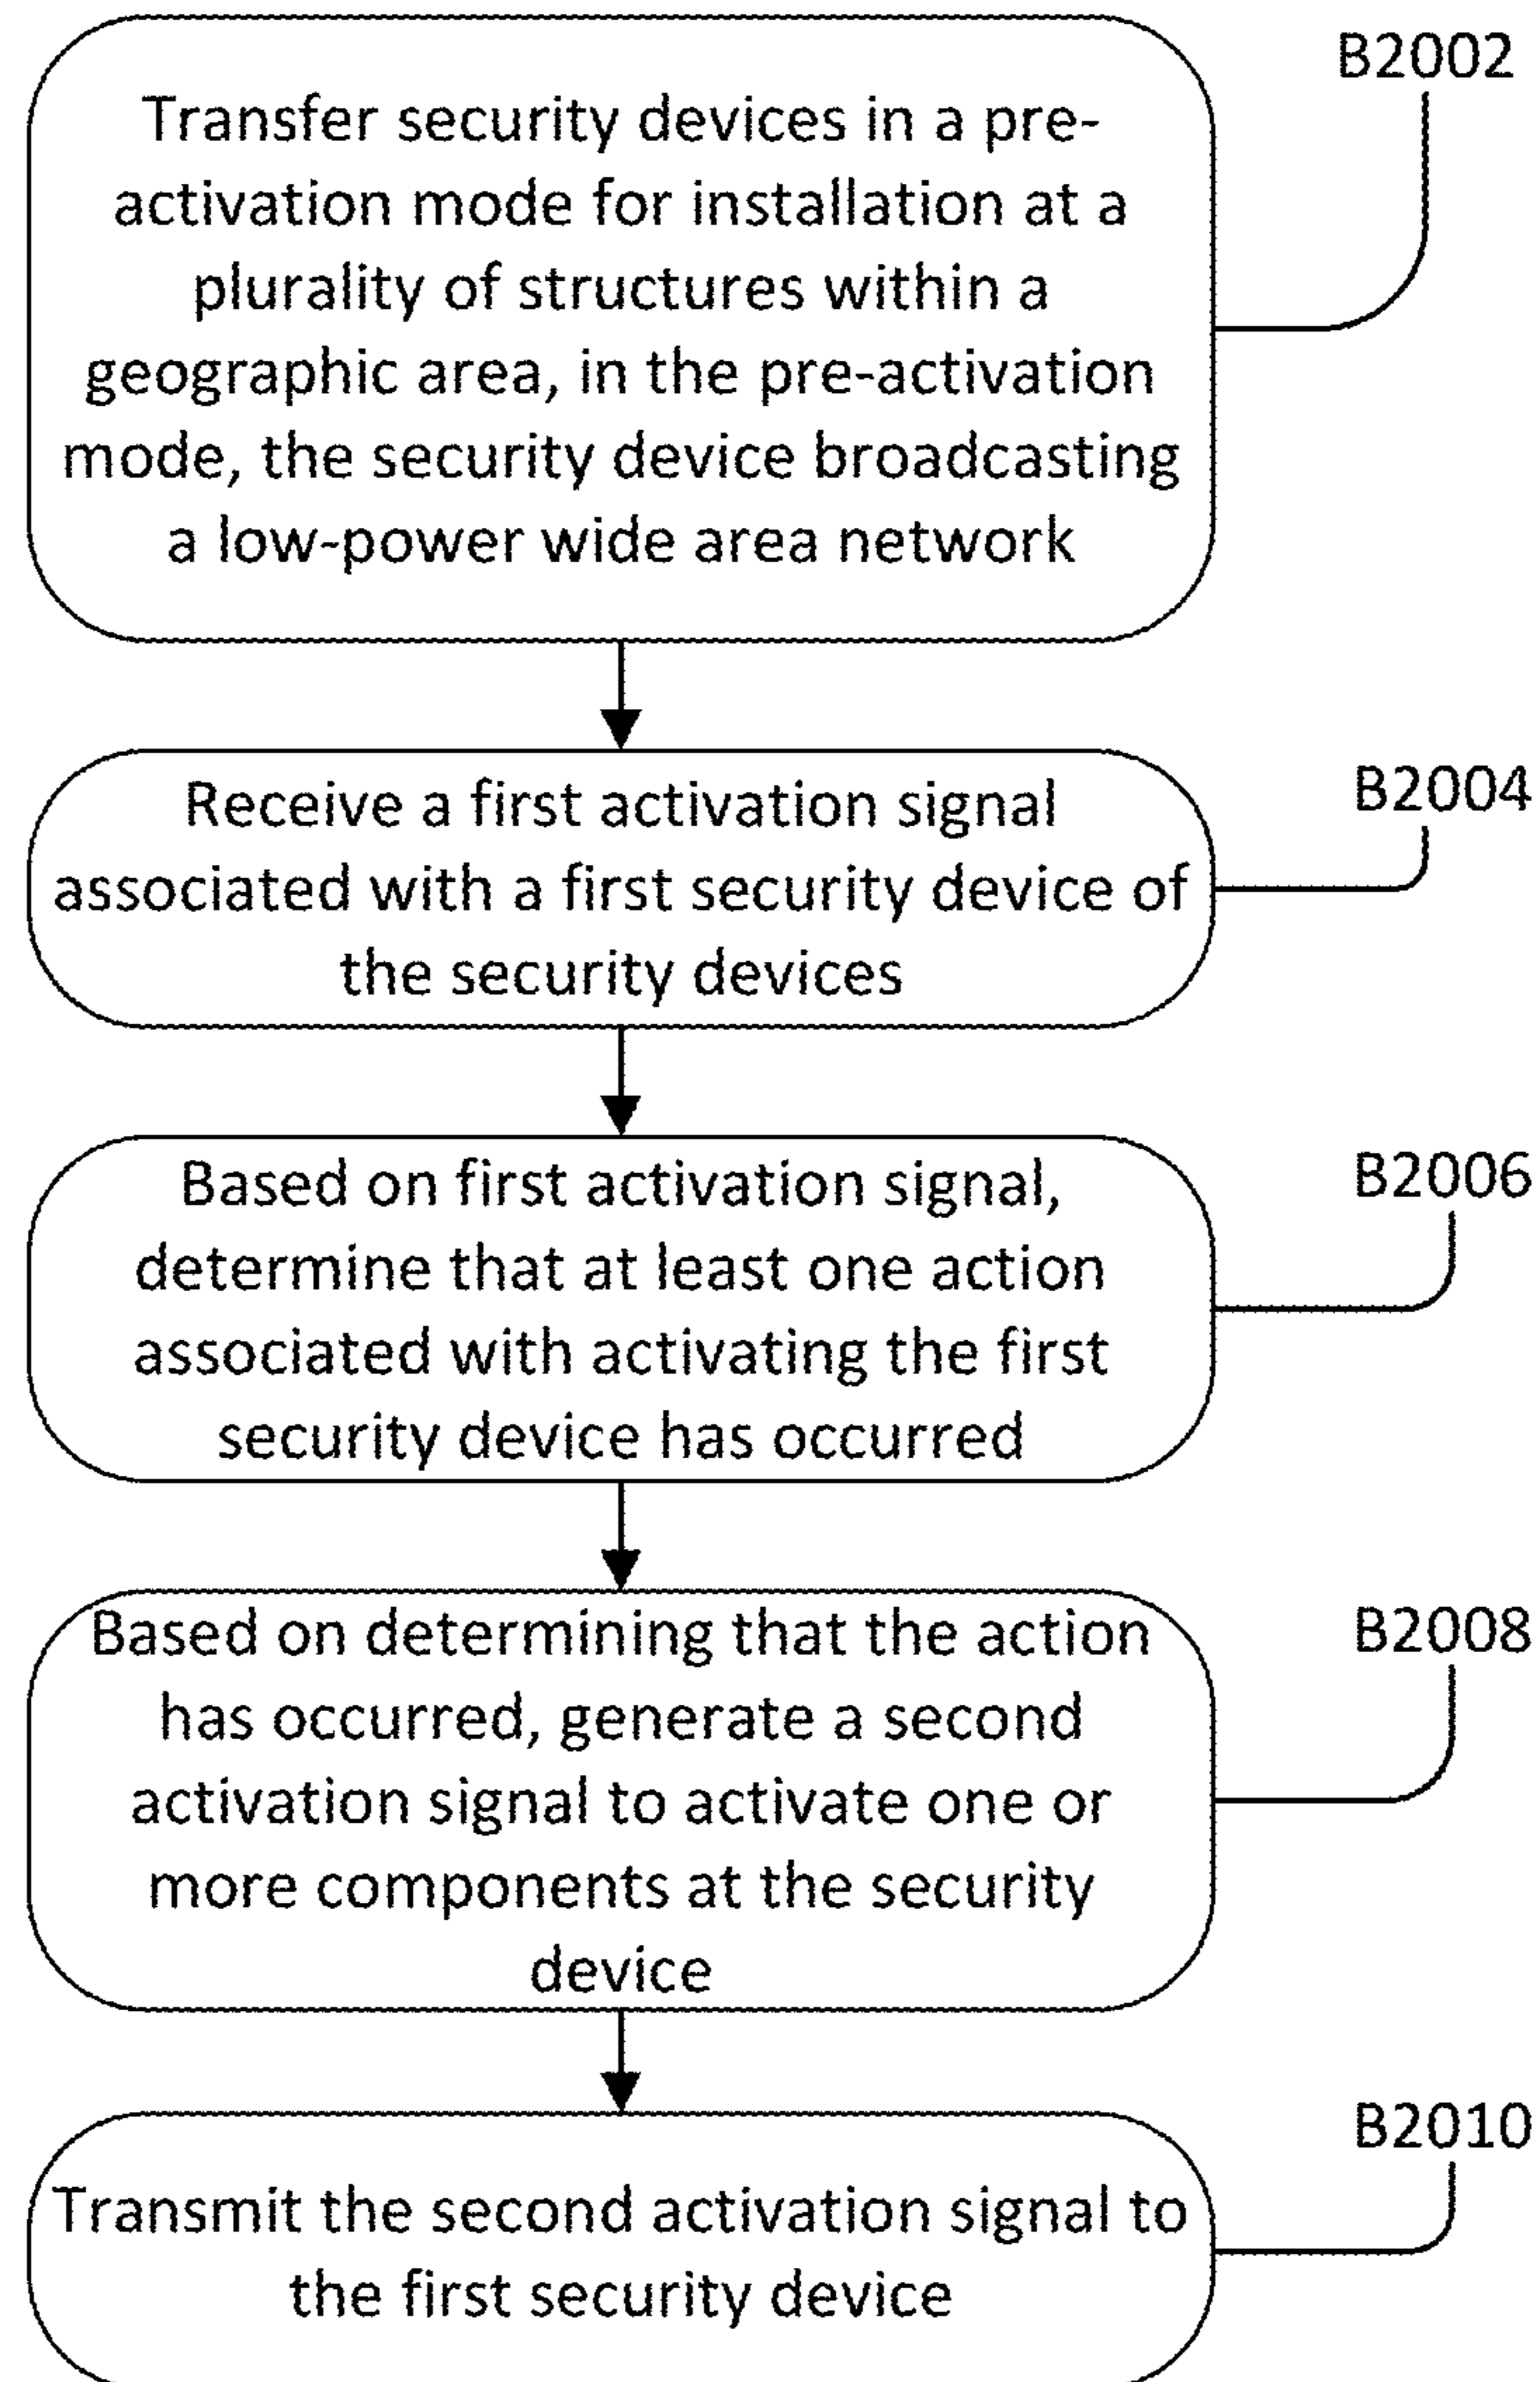 B2002
Transfer security devices in a pre-
activation mode for installation at a
plurality of structures within a
geographic area, in the pre-activation
mode, the security device broadcasting
a low-power wide area network
B2004
Receive a first activation signal
associated with a first security device of
the security devices
B2006
Based on first activation signal,
determine that at least one action
associated with activating the first
security device has occurred
B2008
Based on determining that the action
has occurred, generate a second
activation signal to activate one or
more components at the security
device
B2010
Transmit the second activation signal to
the first security device